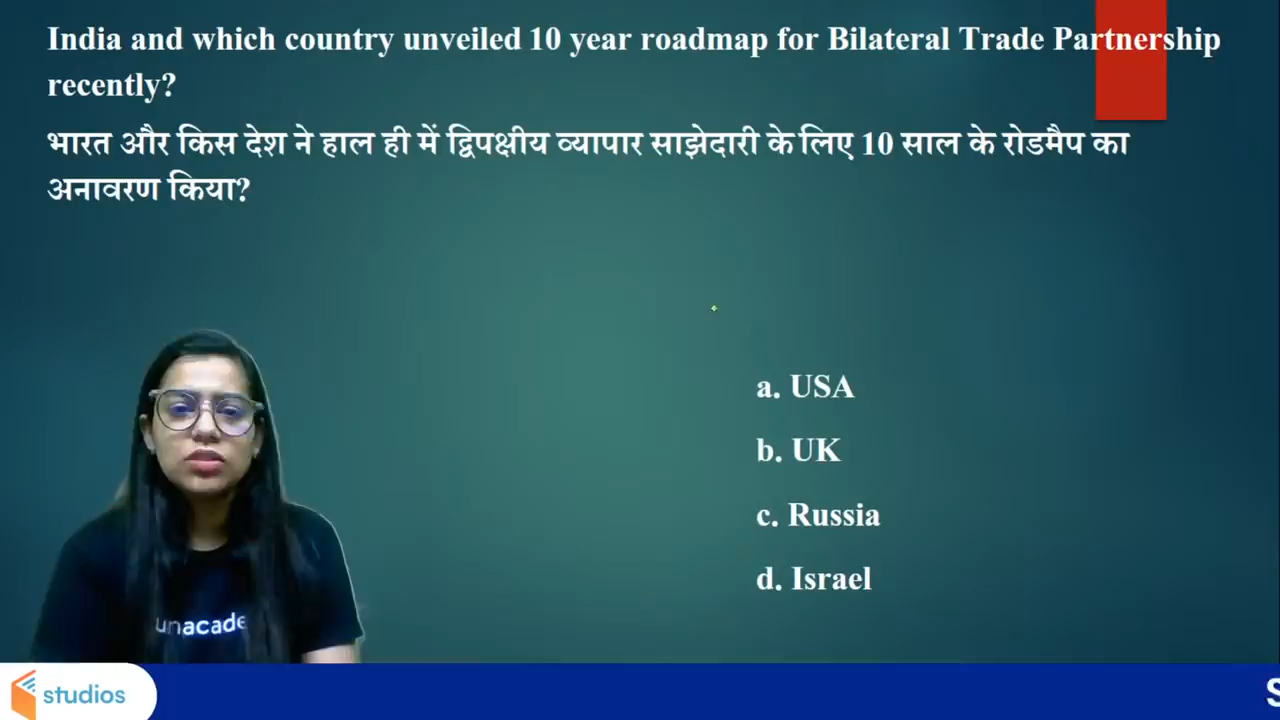 India and which country unveiled 10 year roadmap for Bilateral Trade Partnership
recently?
भारत और किस देश ने हाल ही में द्विपक्षीय व्यापार साझेदारी के लिए 10 साल के रोडमैप का
अनावरण किया?
a. USA
b. UK
c. Russia
d. Israel
unacade
studios
S